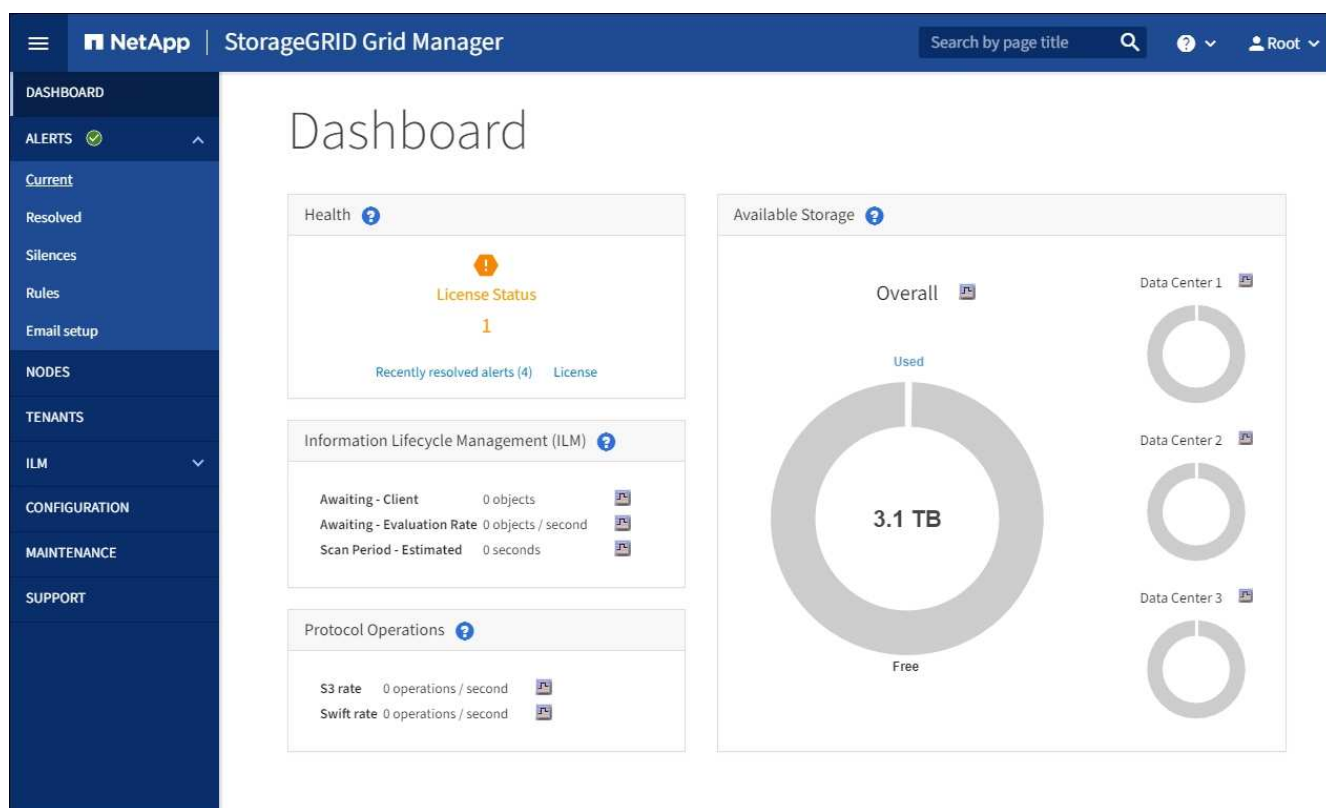 NetApp | StorageGRID Grid Manager
Search by page title
Root
DASHBOARD
ALERTS
Current
Resolved
Silences
Rules
Email setup
NODES
TENANTS
ILM
CONFIGURATION
MAINTENANCE
SUPPORT
Dashboard
Health
License Status
1
Recently resolved alerts (4) License
Information Lifecycle Management (ILM)
Awaiting - Client 0 objects
Awaiting - Evaluation Rate 0 objects / second
Scan Period - Estimated 0 seconds
Protocol Operations
S3 rate 0 operations / second
Swift rate 0 operations / second
Available Storage
Overall
Used
3.1 TB
Free
Data Center 1
Data Center 2
Data Center 3